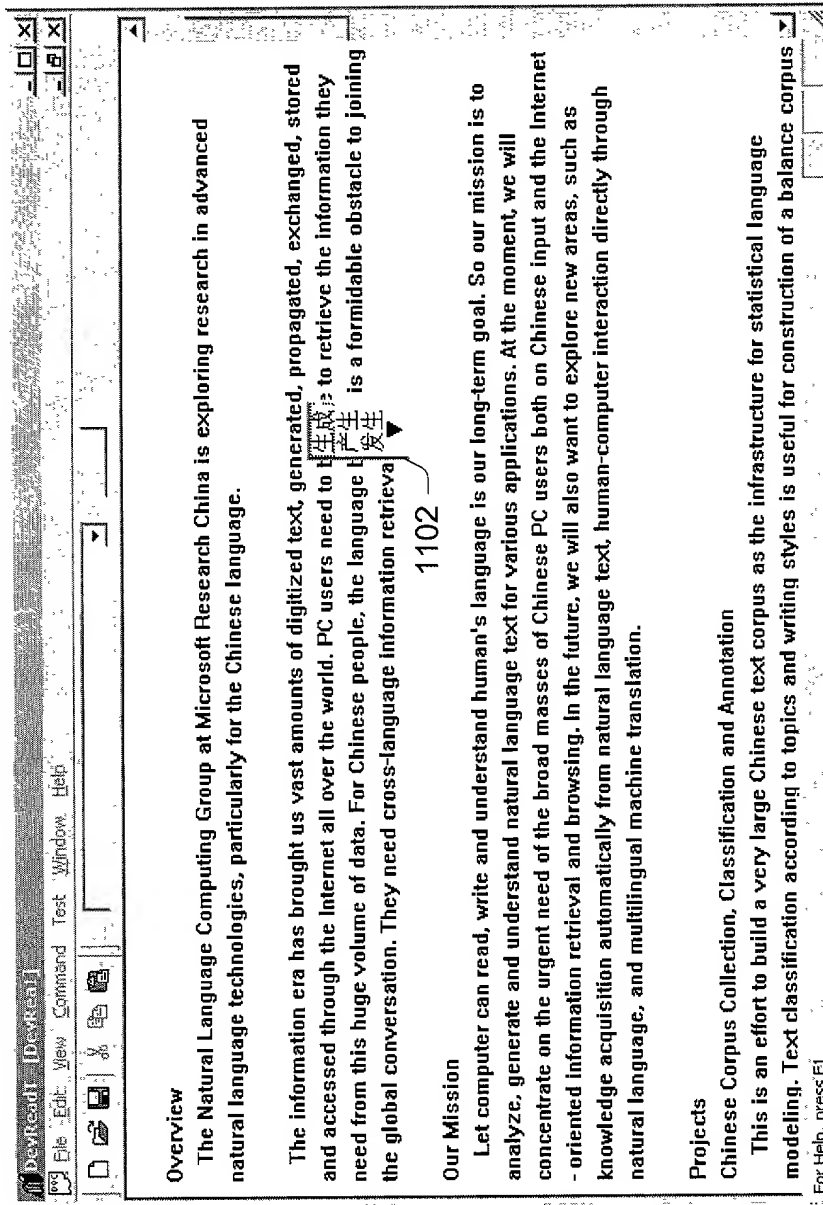 DevRead1 - [DevRead1]
File Edit View Command Test Window Help
Overview
The Natural Language Computing Group at Microsoft Research China is exploring research in advanced
natural language technologies, particularly for the Chinese language.
The information era has brought us vast amounts of digitized text, generated, propagated, exchanged, stored
and accessed through the Internet all over the world. PC users need to b to retrieve the information they
need from this huge volume of data. For Chinese people, the language b is a formidable obstacle to joining
the global conversation. They need cross-language information retrieva
生成
产生
发生
1102
Our Mission
Let computer can read, write and understand human's language is our long-term goal. So our mission is to
analyze, generate and understand natural language text for various applications. At the moment, we will
concentrate on the urgent need of the broad masses of Chinese PC users both on Chinese input and the Internet
- oriented Information retrieval and browsing. In the future, we will also want to explore new areas, such as
knowledge acquisition automatically from natural language text, human-computer interaction directly through
natural language, and multilingual machine translation.
Projects
Chinese Corpus Collection, Classification and Annotation
This is an effort to build a very large Chinese text corpus as the infrastructure for statistical language
modeling. Text classification according to topics and writing styles is useful for construction of a balance corpus
For Help, press F1